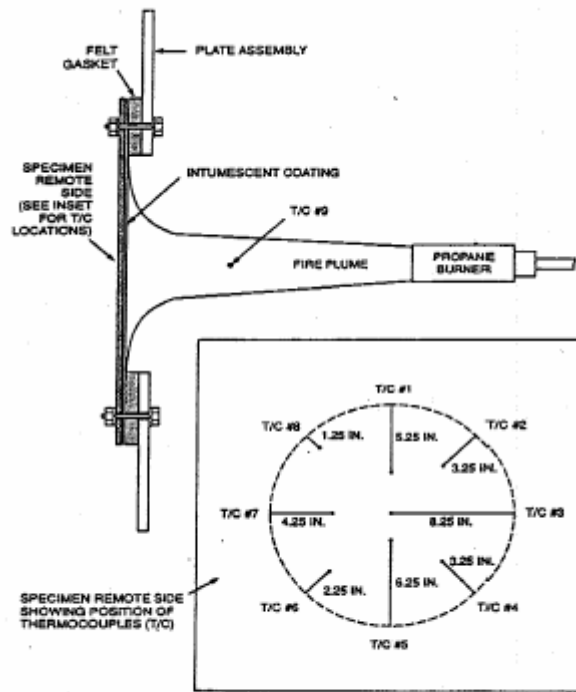 FELT
GASKET
PLATE ASSEMBLY
SPECIMEN
REMOTE
SIDE
(SEE INSET
FOR T/C
LOCATIONS)
INTUMESCENT COATING
T/C #9
FIRE PLUME
PROPANE
BURNER
T/C #1
T/C #8
1.25 IN.
5.25 IN.
T/C #2
3.25 IN.
T/C #7
4.25 IN.
8.25 IN.
T/C #3
3.25 IN.
2.25 IN.
6.25 IN.
T/C #6
T/C #4
T/C #5
SPECIMEN REMOTE SIDE
SHOWING POSITION OF
THERMOCOUPLES (T/C)